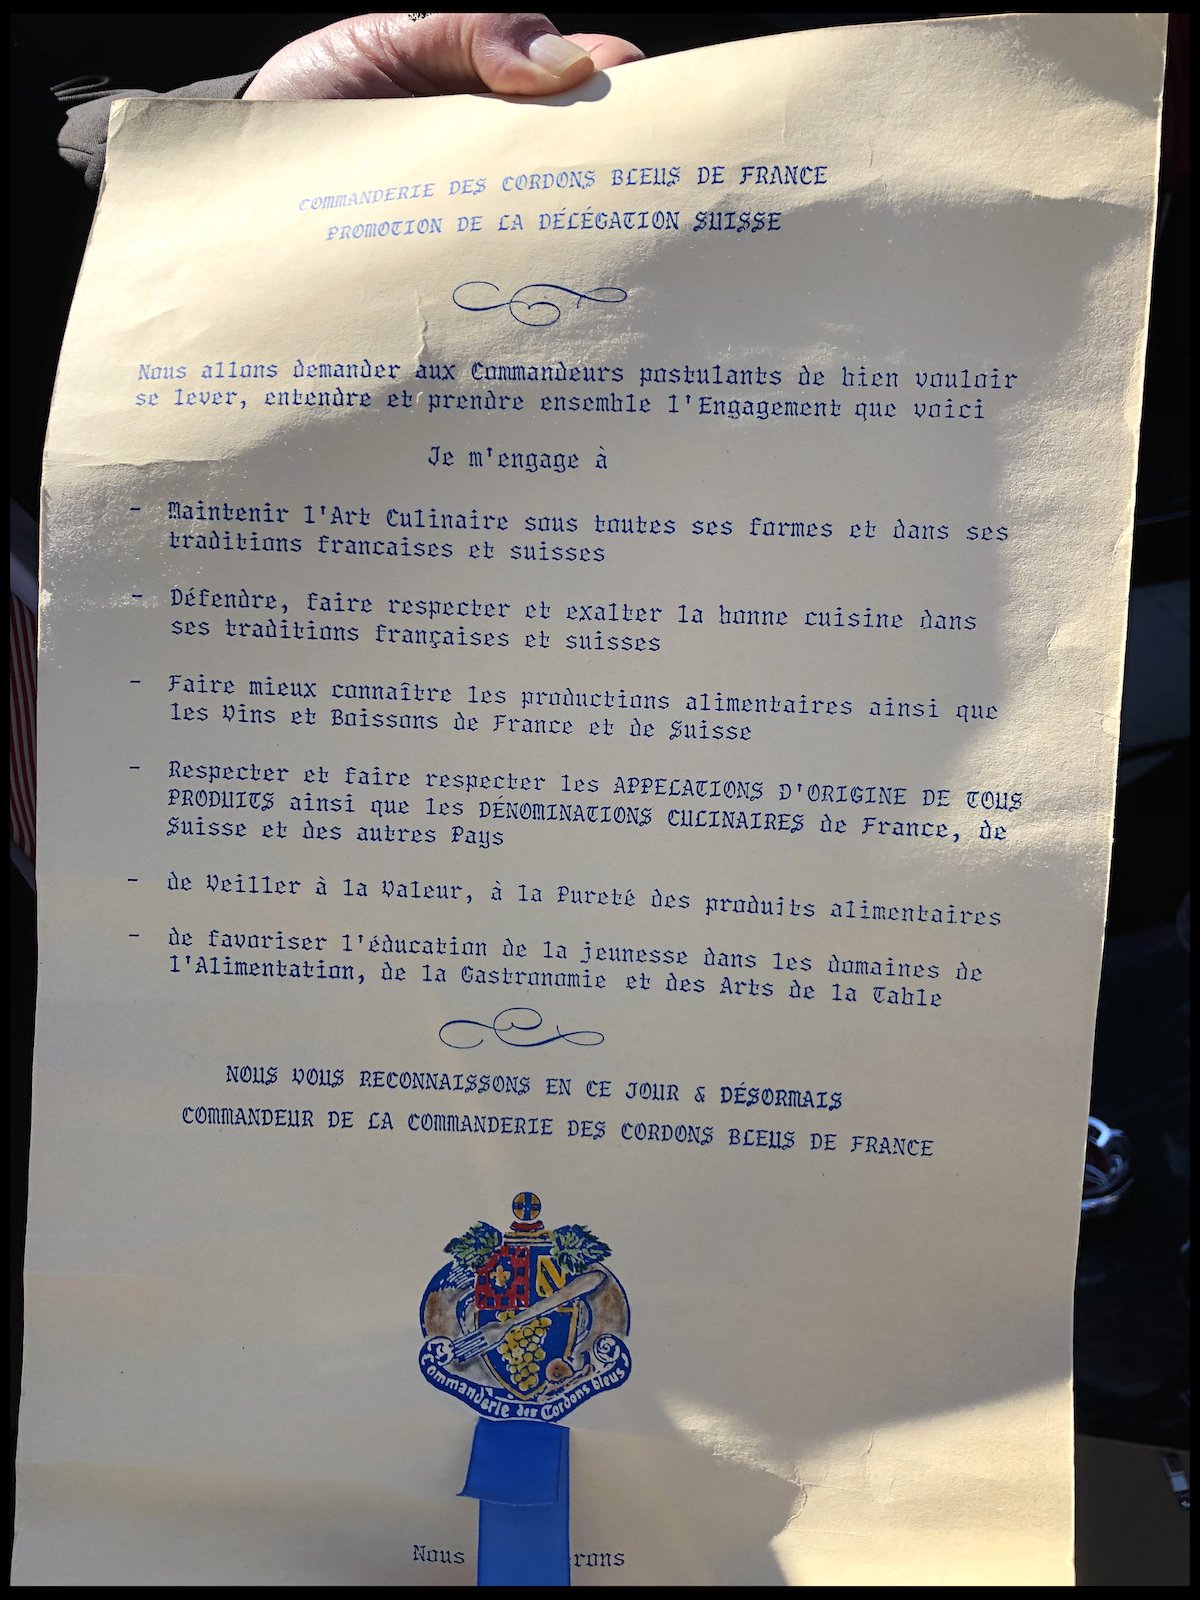 COMMANDERIE DES CORDONS BLEUS DE FRANCE
PROMOTION DE LA DÉLÉGATION SUISSE
Nous allons demander aux Commandeurs postulants de bien vouloir
se lever, entendre et prendre ensemble l'Engagement que voici
Je m'engage à
- Maintenir l'Art Culinaire sous toutes ses formes et dans ses
traditions francaises et suisses
- Défendre, faire respecter et exalter la bonne cuisine dans
ses traditions françaises et suisses
- Faire mieux connaître les productions alimentaires ainsi que
les Vins et Boissons de France et de Suisse
- Respecter et faire respecter les APPELATIONS D'ORIGINE DE TOUS
PRODUITS ainsi que les DÉNOMINATIONS CULINAIRES de France, de
Suisse et des autres Pays
- de Veiller à la Valeur, à la Pureté des produits alimentaires
- de favoriser l'éducation de la jeunesse dans les domaines de
l'Alimentation, de la Gastronomie et des Arts de la Table
NOUS VOUS RECONNAISSONS EN CE JOUR & DÉSORMAIS
COMMANDEUR DE LA COMMANDERIE DES CORDONS BLEUS DE FRANCE
Commanderie des Cordons bleus
Nous rons